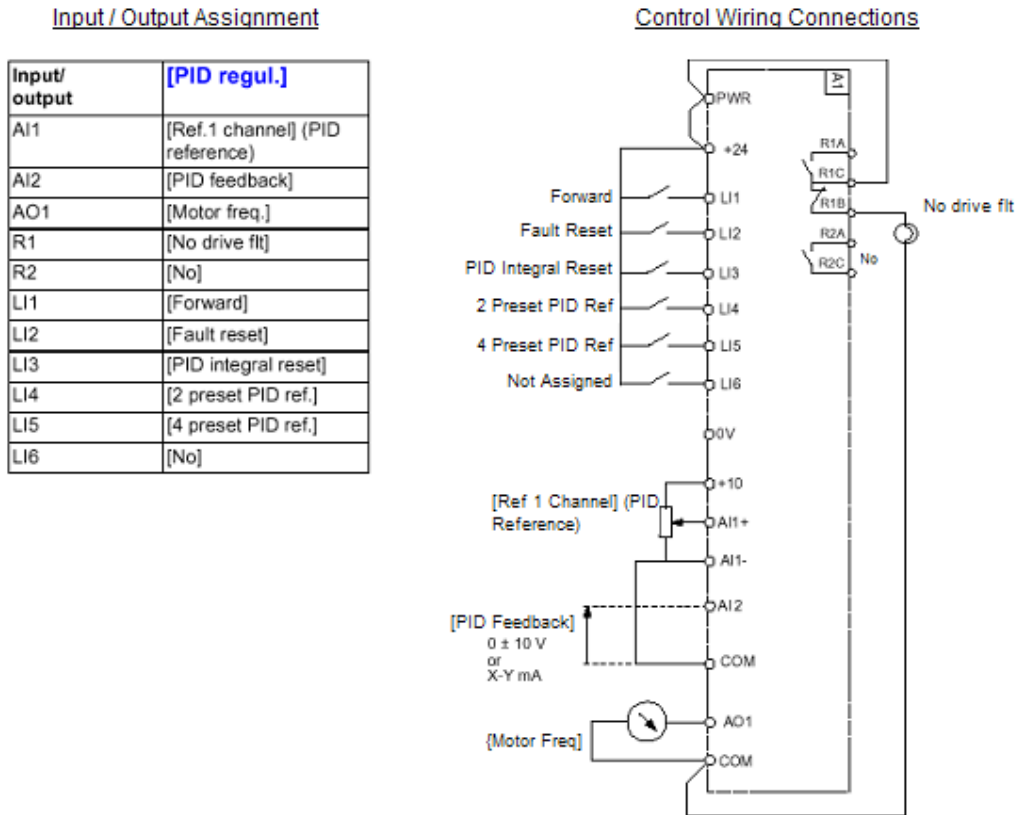 Input / Output Assignment
Input/
output
[PID regul.]
AI1
[Ref.1 channel] (PID
reference)
AI2
[PID feedback]
AO1
[Motor freq.]
R1
[No drive flt]
R2
[No]
LI1
[Forward]
LI2
[Fault reset]
LI3
[PID integral reset]
LI4
[2 preset PID ref.]
LI5
[4 preset PID ref.]
LI6
[No]
Control Wiring Connections
A1
PWR
+24
R1A
R1C
R1B
R2A
R2C
No
No drive flt
Forward
LI1
Fault Reset
LI2
PID Integral Reset
LI3
2 Preset PID Ref
LI4
4 Preset PID Ref
LI5
Not Assigned
LI6
0V
+10
[Ref 1 Channel] (PID
Reference)
AI1+
AI1-
AI2
[PID Feedback]
0 ± 10 V
or
X-Y mA
COM
AO1
{Motor Freq]
COM